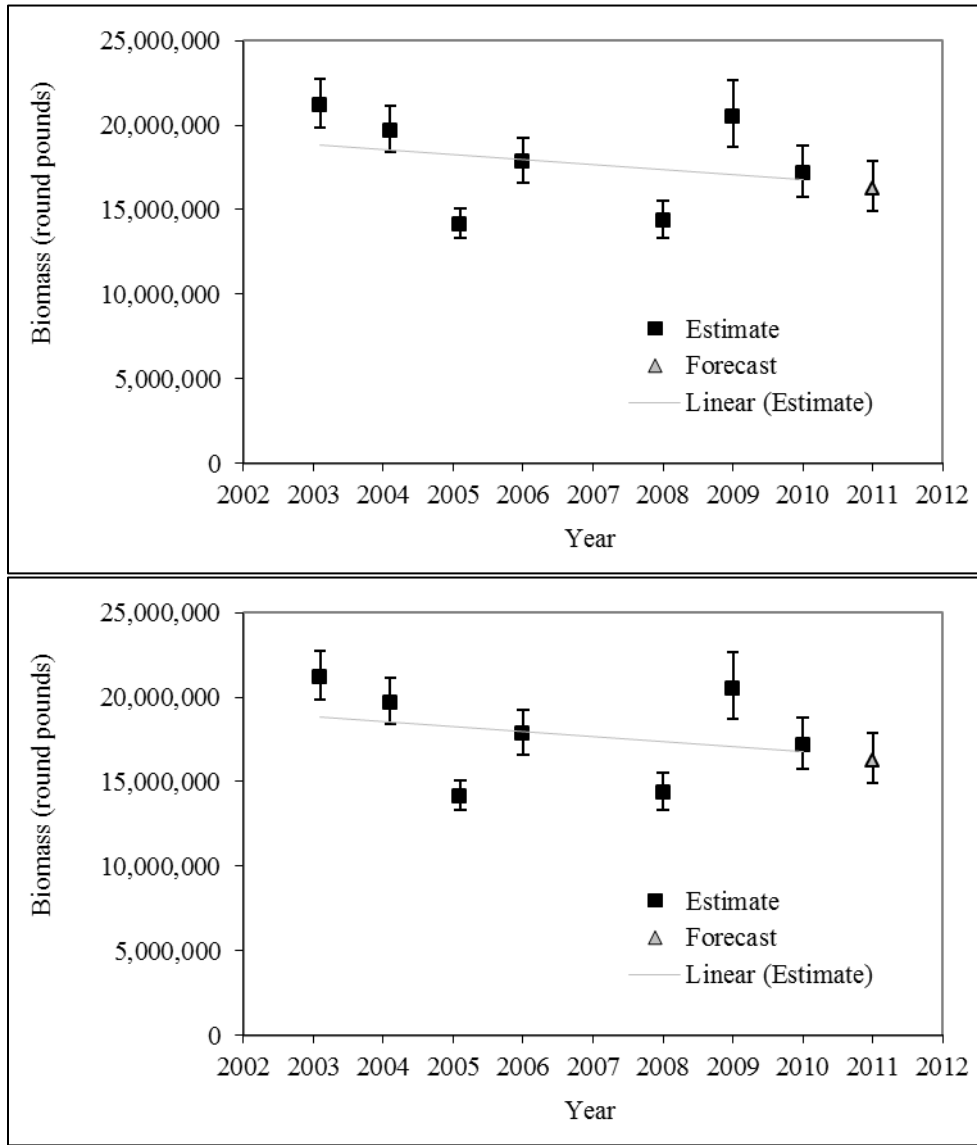 25,000,000
20,000,000
15,000,000
10,000,000
5,000,000
0
Biomass (round pounds)
Estimate
Forecast
Linear (Estimate)
2002 2003 2004 2005 2006 2007 2008 2009 2010 2011 2012
Year
25,000,000
20,000,000
15,000,000
10,000,000
5,000,000
0
Biomass (round pounds)
Estimate
Forecast
Linear (Estimate)
2002 2003 2004 2005 2006 2007 2008 2009 2010 2011 2012
Year